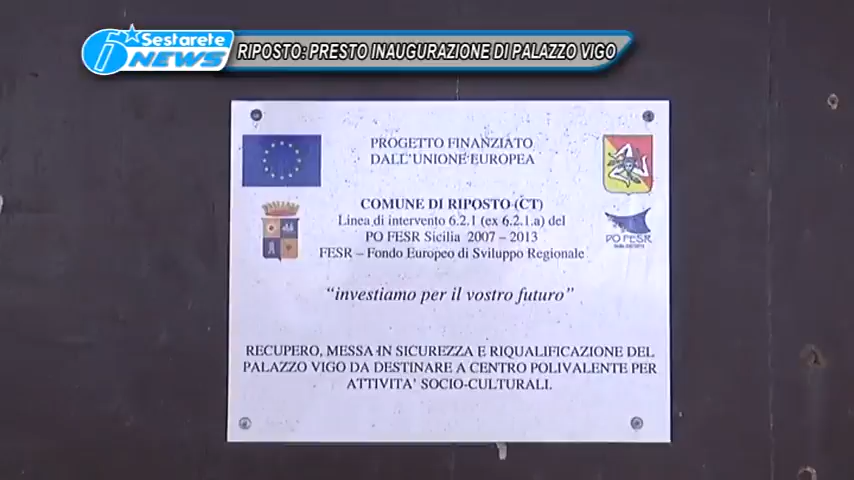 6 Sestarete
NEWS
RIPOSTO: PRESTO INAUGURAZIONE DI PALAZZO VIGO
PROGETTO FINANZIATO
DALL'UNIONE EUROPEA
COMUNE DI RIPOSTO (CT)
Linea di intervento 6.2.1 (ex 6.2.1.a) del
PO FESR Sicilia 2007 – 2013
FESR – Fondo Europeo di Sviluppo Regionale
PO FESR
"investiamo per il vostro futuro"
RECUPERO, MESSA IN SICUREZZA E RIQUALIFICAZIONE DEL
PALAZZO VIGO DA DESTINARE A CENTRO POLIVALENTE PER
ATTIVITA' SOCIO-CULTURALI.